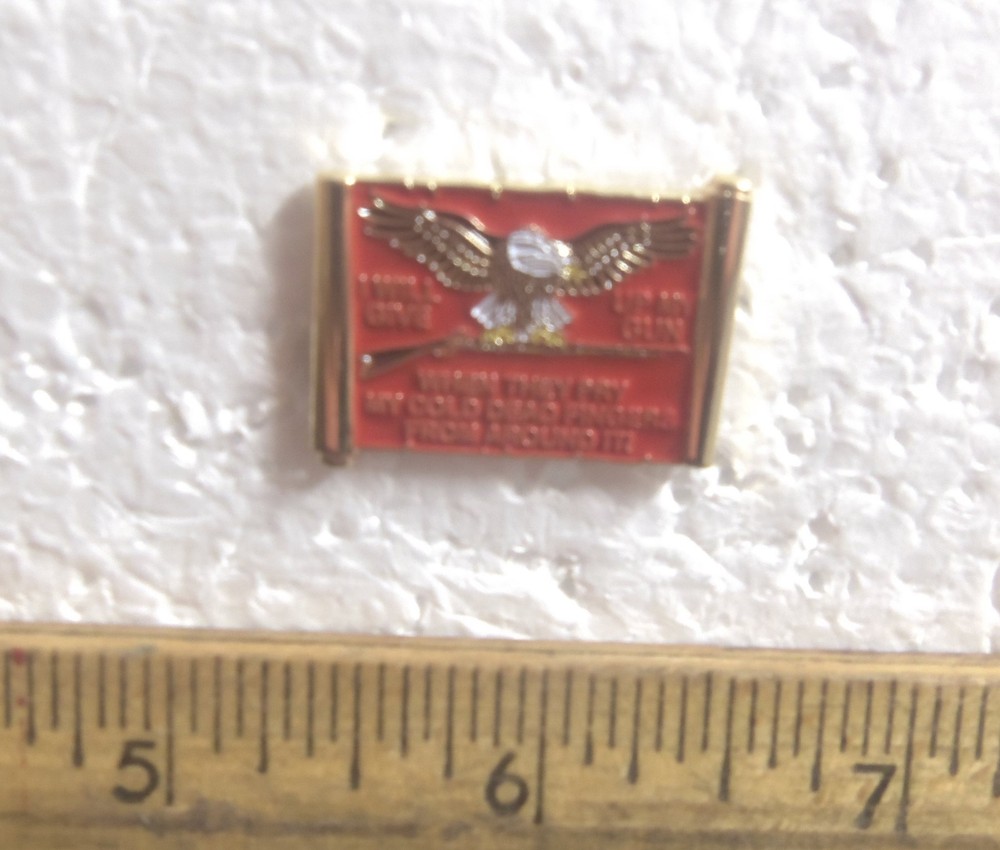 I WILL
GIVE
UP MY
GUN
WHEN THEY PRY
MY COLD DEAD FINGERS
FROM AROUND IT!
5 6 7